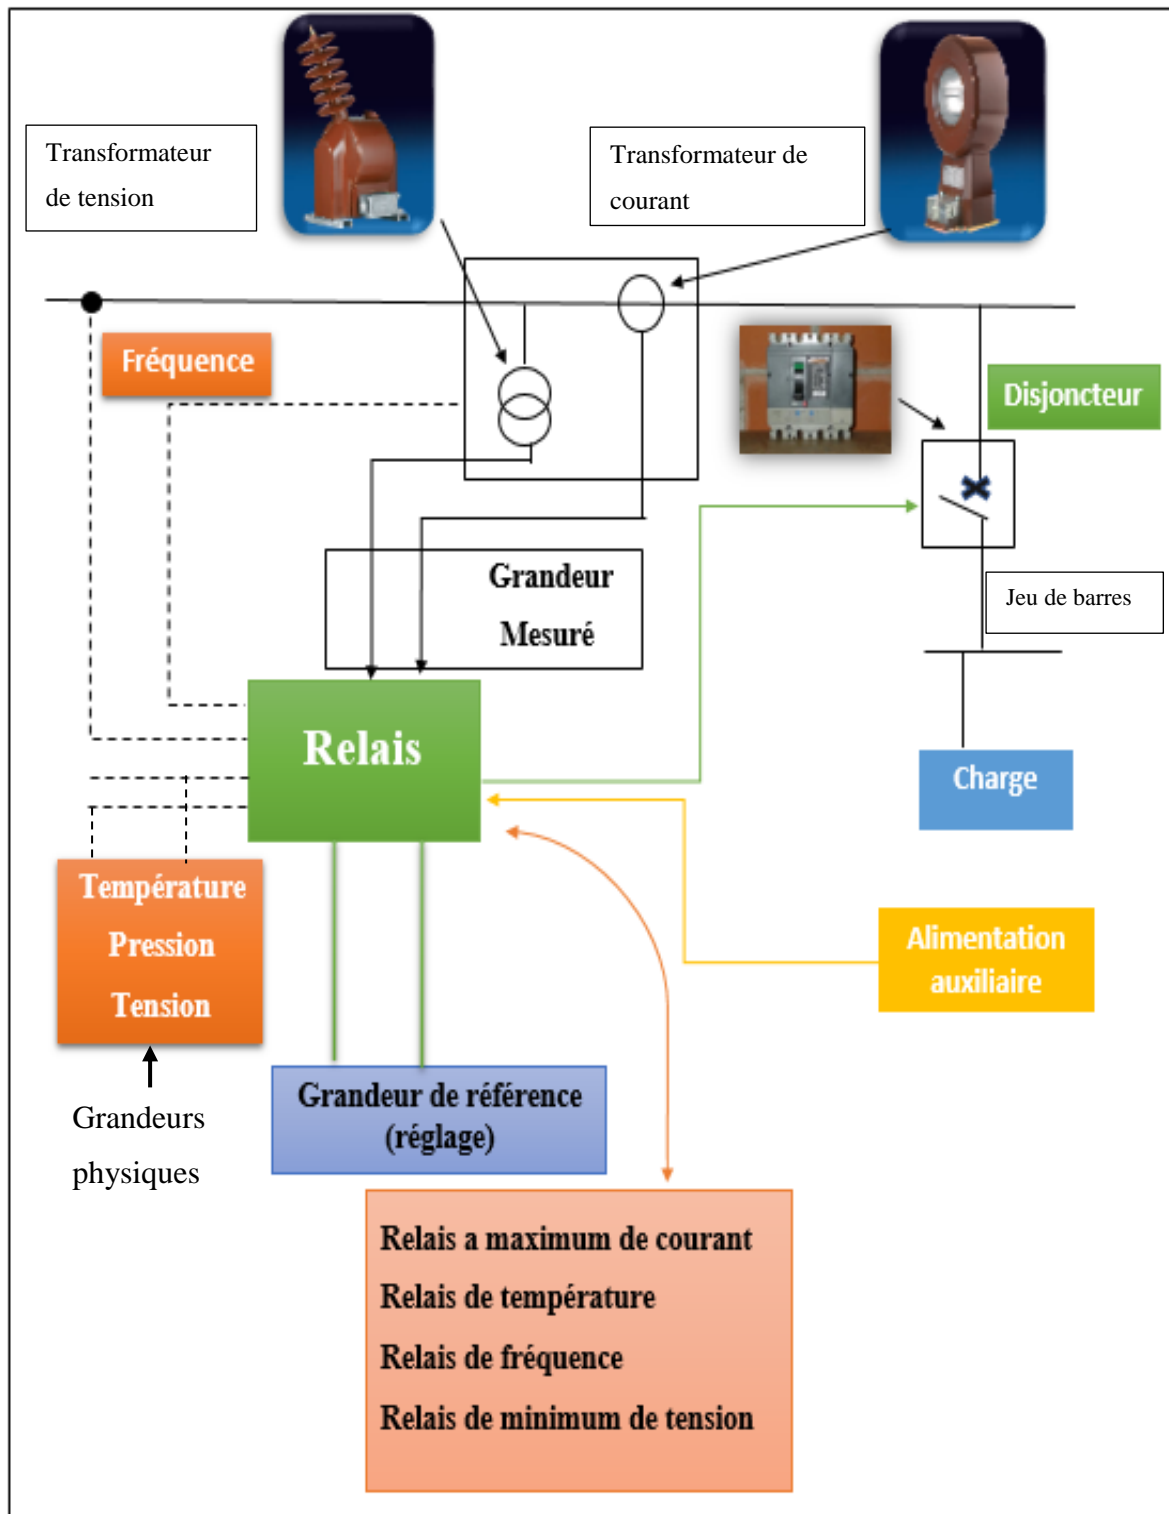 Transformateur
de tension
Transformateur de
courant
Fréquence
Disjoncteur
Grandeur
Mesuré
Jeu de barres
Relais
Charge
Température
Pression
Tension
Alimentation
auxiliaire
Grandeurs
physiques
Grandeur de référence
(réglage)
Relais a maximum de courant
Relais de température
Relais de fréquence
Relais de minimum de tension